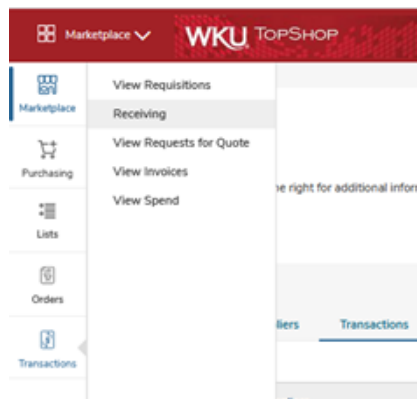 Marketplace
WKU TOPSHOP
Marketplace
Purchasing
Lists
Orders
Transactions
View Requisitions
Receiving
View Requests for Quote
View Invoices
View Spend
e right for additional infor
liers Transactions